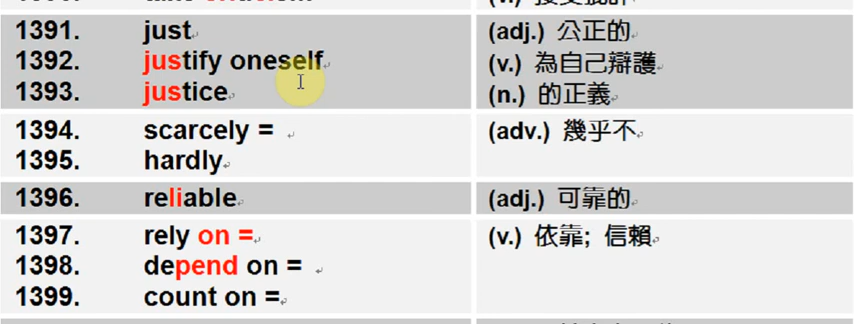 1391. just (adj.) 公正的
1392. justify oneself (v.) 為自己辯護
1393. justice (n.) 的正義
1394. scarcely = (adv.) 幾乎不
1395. hardly
1396. reliable (adj.) 可靠的
1397. rely on = (v.) 依靠; 信賴
1398. depend on =
1399. count on =